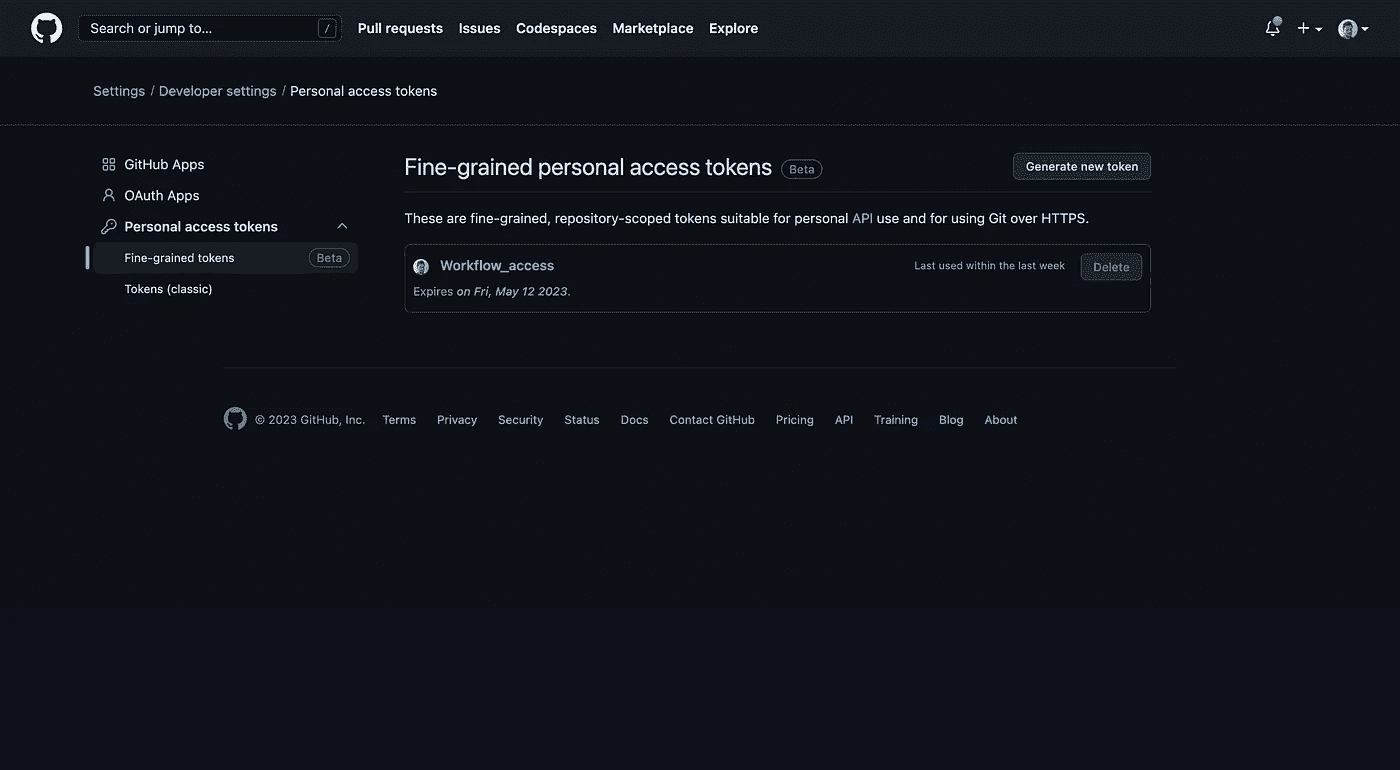 Search or jump to... / Pull requests Issues Codespaces Marketplace Explore
Settings / Developer settings / Personal access tokens
GitHub Apps
OAuth Apps
Personal access tokens
Fine-grained tokens Beta
Tokens (classic)
Fine-grained personal access tokens Beta Generate new token
These are fine-grained, repository-scoped tokens suitable for personal API use and for using Git over HTTPS.
Workflow_access Last used within the last week Delete
Expires on Fri, May 12 2023.
© 2023 GitHub, Inc. Terms Privacy Security Status Docs Contact GitHub Pricing API Training Blog About